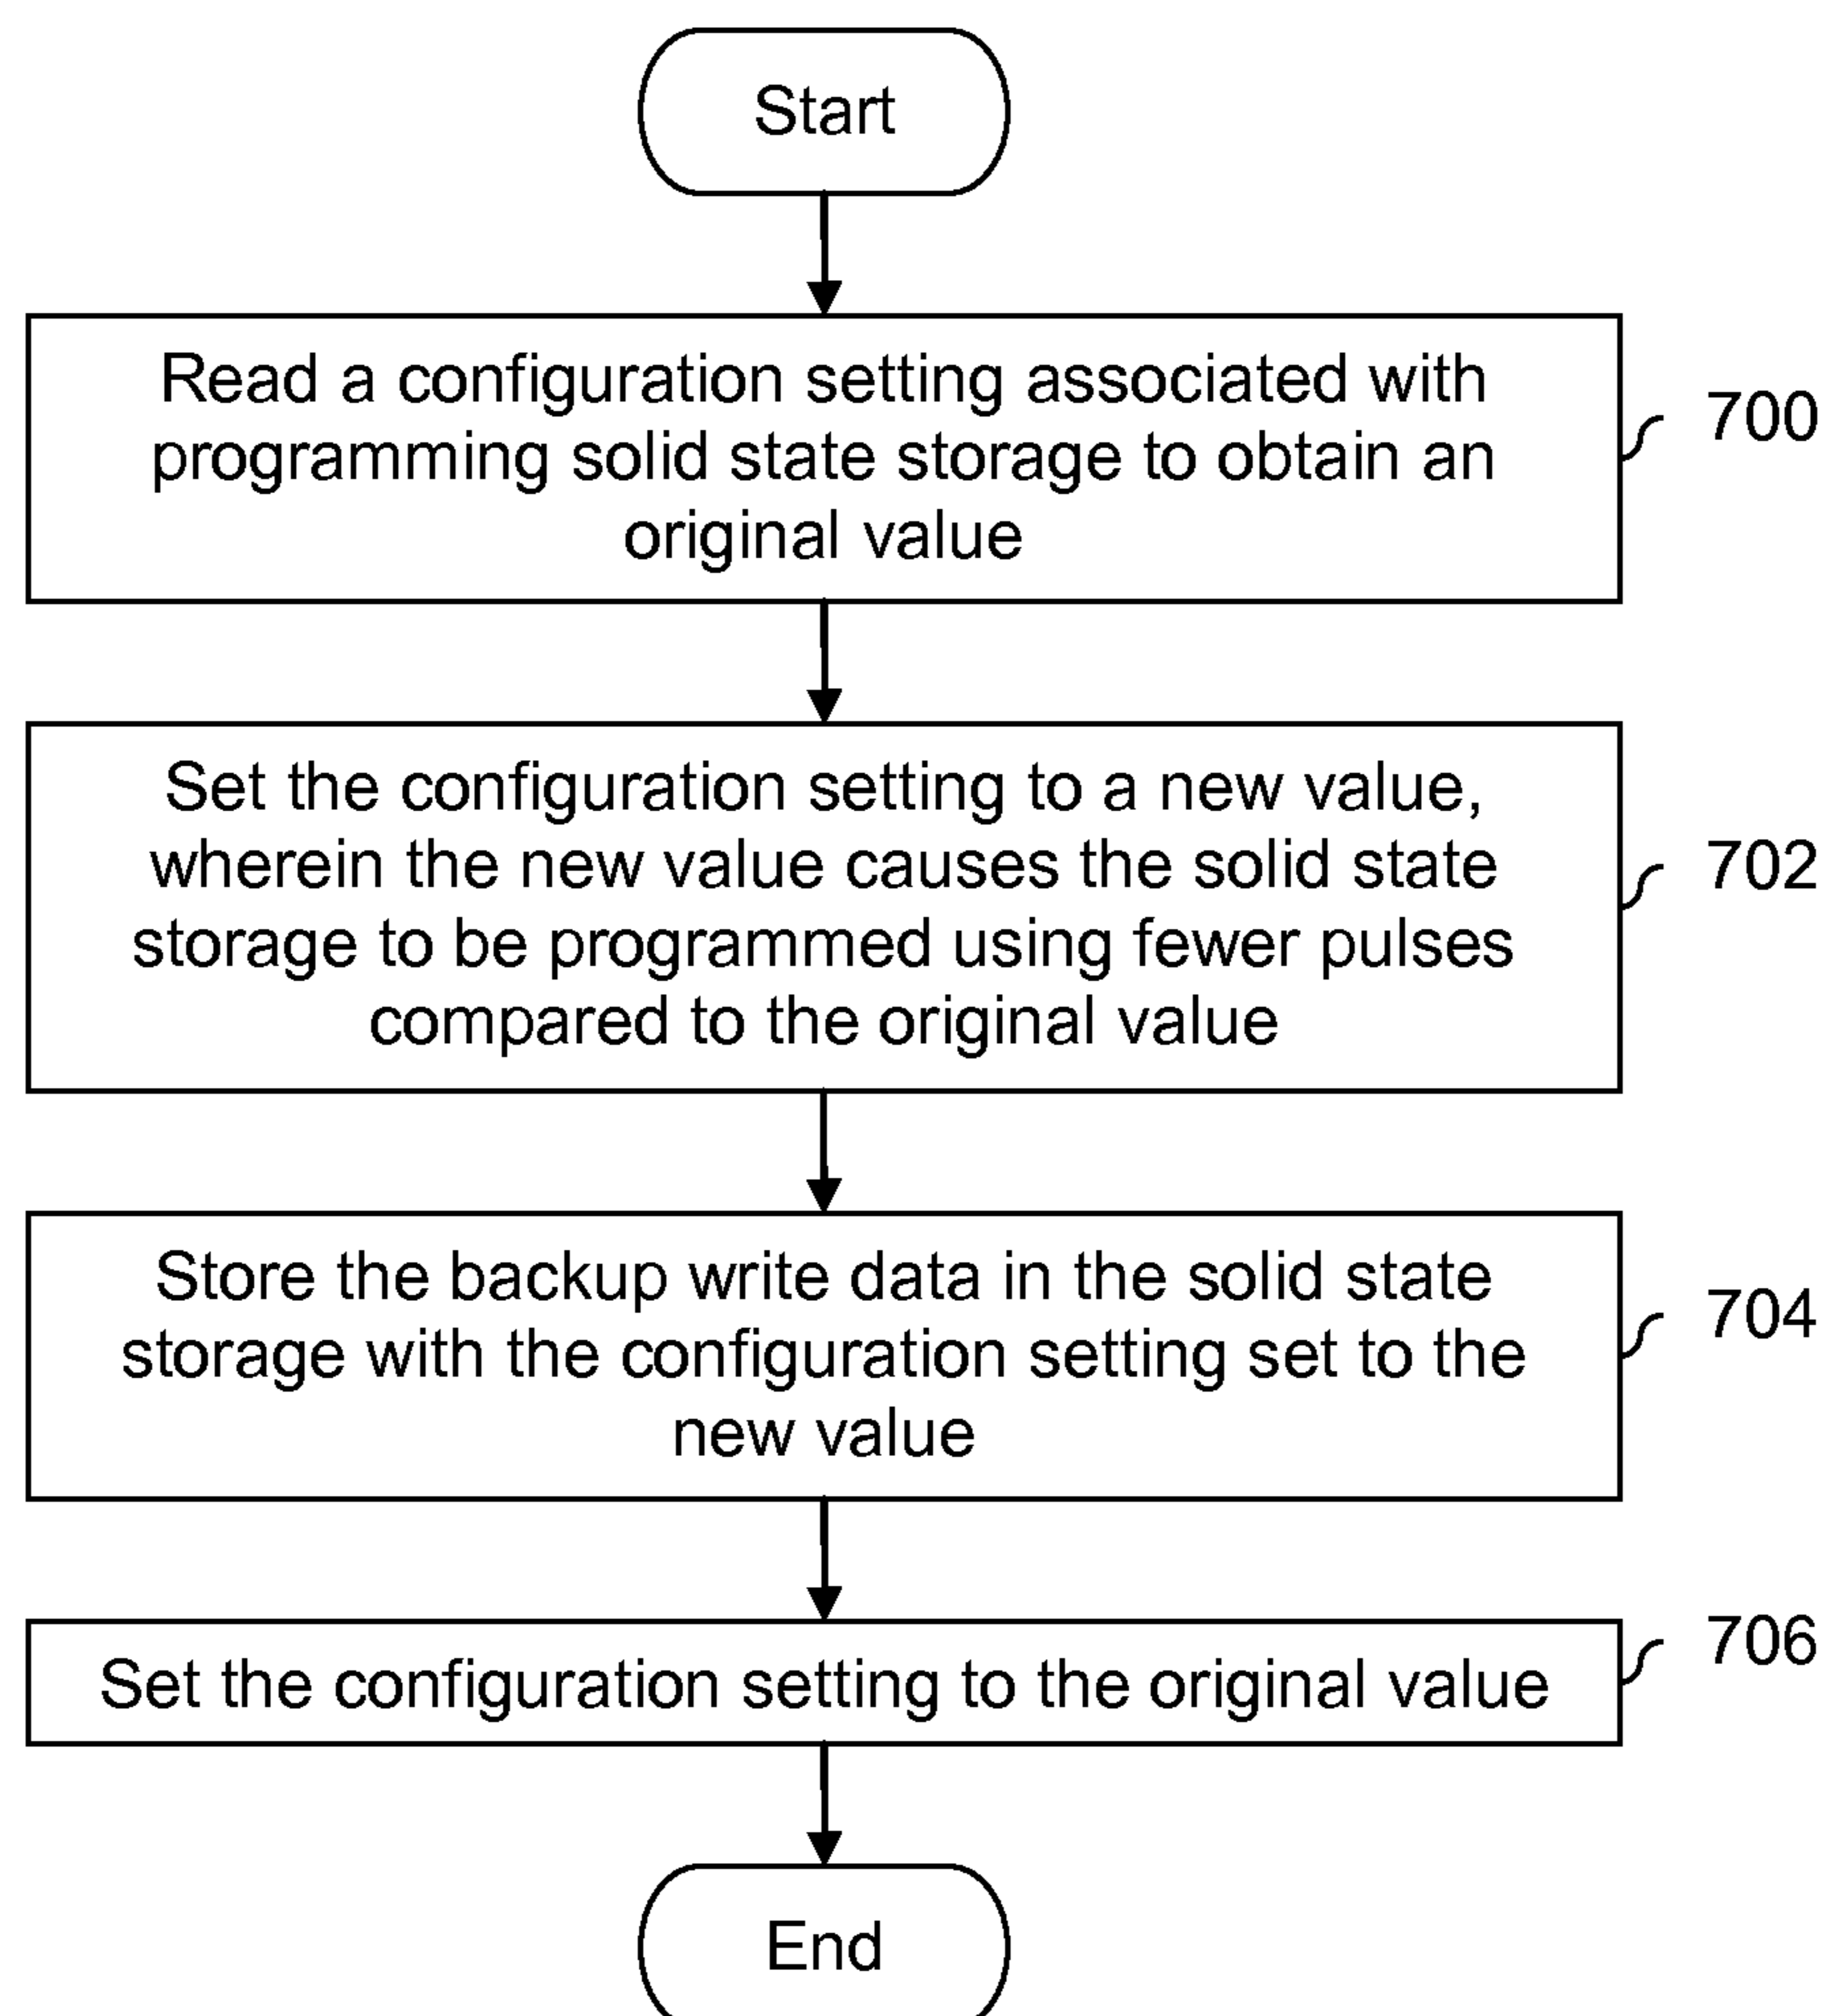 Start
Read a configuration setting associated with
programming solid state storage to obtain an
original value
700
Set the configuration setting to a new value,
wherein the new value causes the solid state
storage to be programmed using fewer pulses
compared to the original value
702
Store the backup write data in the solid state
storage with the configuration setting set to the
new value
704
Set the configuration setting to the original value
706
End